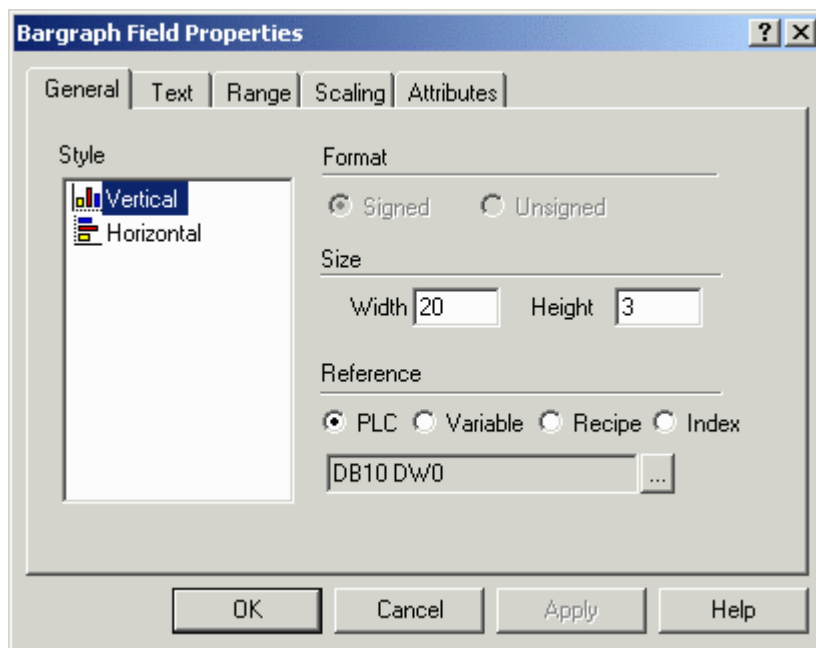 Bargraph Field Properties
General Text Range Scaling Attributes
Style
Vertical
Horizontal
Format
Signed Unsigned
Size
Width 20 Height 3
Reference
PLC Variable Recipe Index
DB10 DW0 ...
OK Cancel Apply Help